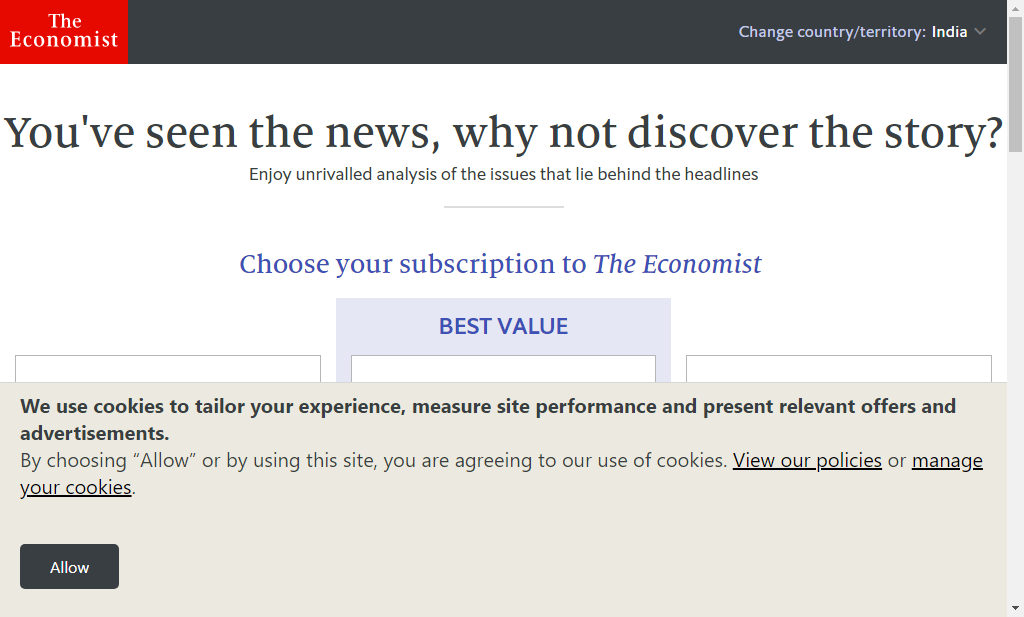 The
Economist
Change country/territory: India
You've seen the news, why not discover the story?
Enjoy unrivalled analysis of the issues that lie behind the headlines
Choose your subscription to The Economist
BEST VALUE
We use cookies to tailor your experience, measure site performance and present relevant offers and
advertisements.
By choosing “Allow” or by using this site, you are agreeing to our use of cookies. View our policies or manage
your cookies.
Allow